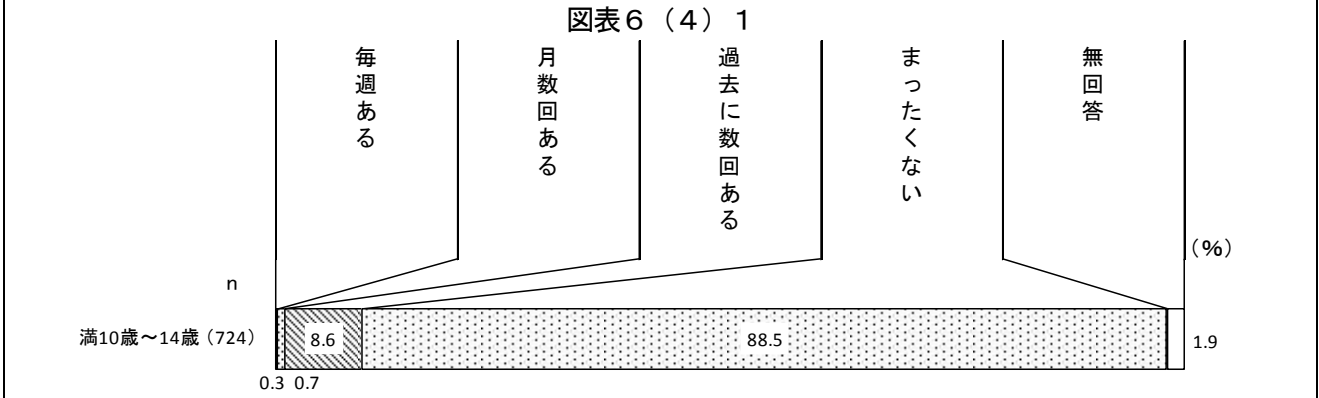 図表６（４）１
毎週ある
月数回ある
過去に数回ある
まったくない
無回答
(%)
n
満10歳～14歳（724）
8.6
88.5
1.9
0.3
0.7